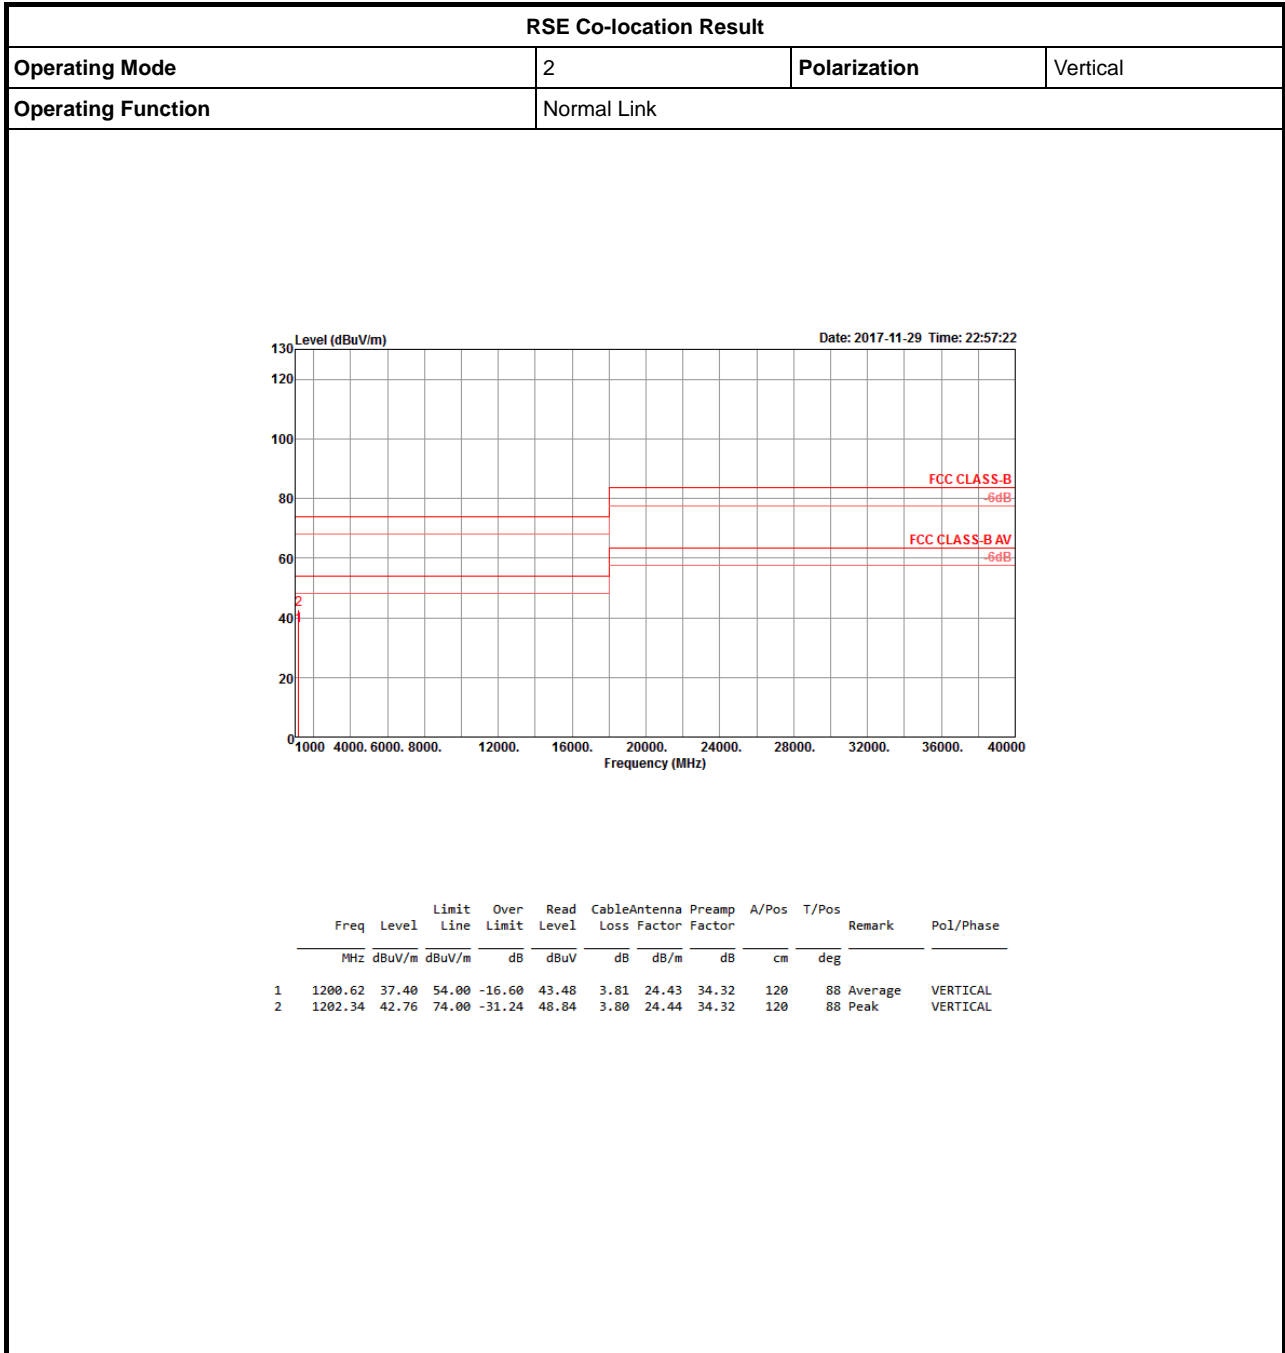 RSE Co-location Result
Operating Mode 2 Polarization Vertical
Operating Function Normal Link
Level (dBuV/m) Date: 2017-11-29 Time: 22:57:22
130
120
100
FCC CLASS-B
80 -6dB
FCC CLASS-B AV
60 -6dB
2
40 1
20
0
1000 4000. 6000. 8000. 12000. 16000. 20000. 24000. 28000. 32000. 36000. 40000
Frequency (MHz)
Limit Over Read CableAntenna Preamp A/Pos T/Pos
Freq Level Line Limit Level Loss Factor Factor Remark Pol/Phase
MHz dBuV/m dBuV/m dB dBuV dB dB/m dB cm deg
1 1200.62 37.40 54.00 -16.60 43.48 3.81 24.43 34.32 120 88 Average VERTICAL
2 1202.34 42.76 74.00 -31.24 48.84 3.80 24.44 34.32 120 88 Peak VERTICAL